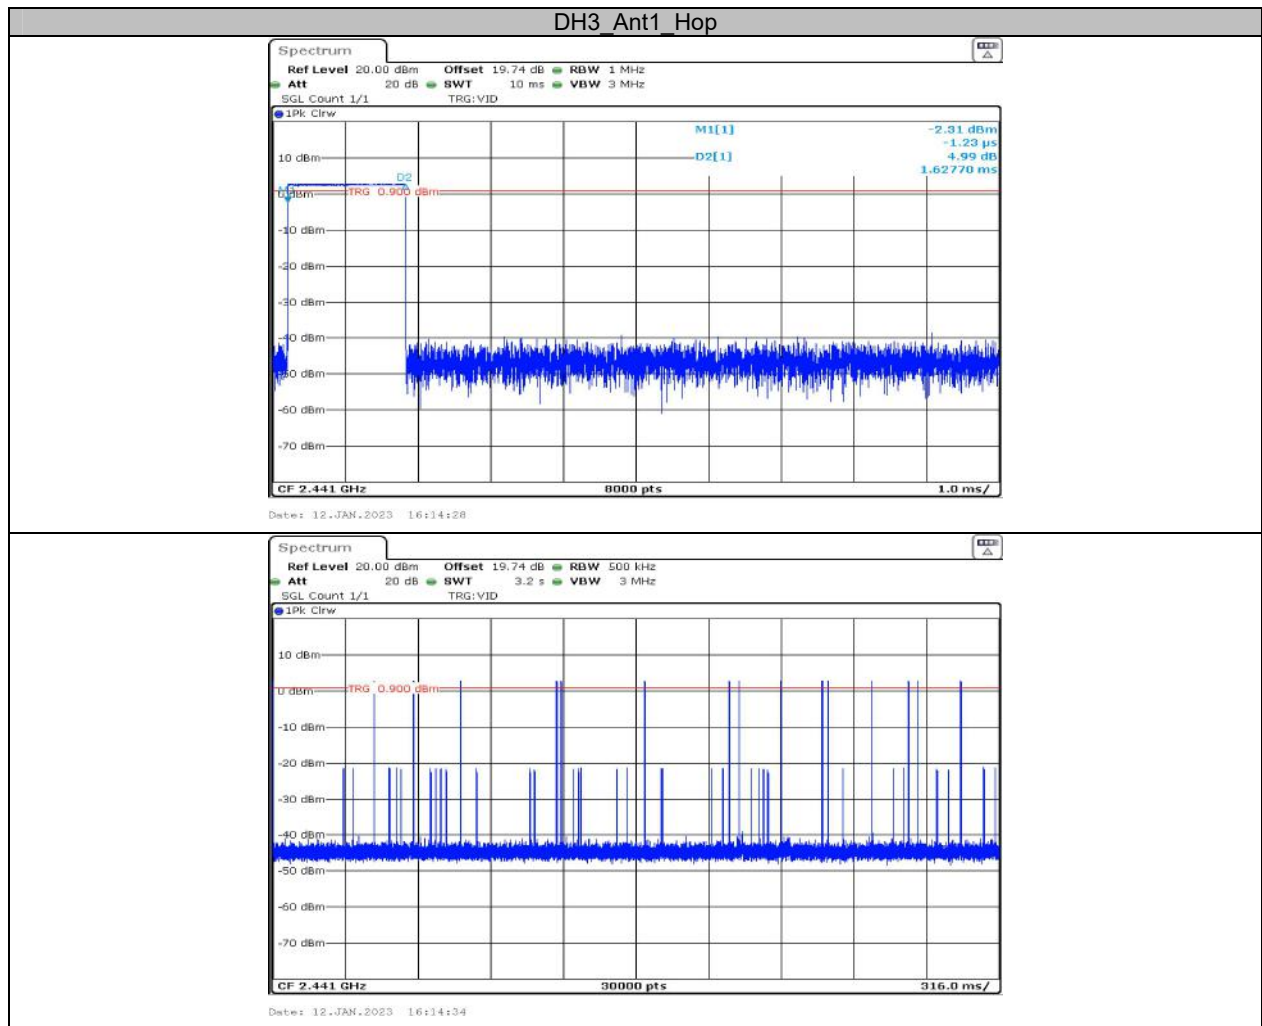 DH3_Ant1_Hop
Spectrum
Ref Level 20.00 dBm Offset 19.74 dB RBW 1 MHz
Att 20 dB SWT 10 ms VBW 3 MHz
SGL Count 1/1 TRG:VID
1Pk Clrw
M1[1] -2.31 dBm
-1.23 µs
10 dBm D2[1] 4.99 dB
1.62770 ms
D2
0 dBm TRG 0.900 dBm
-10 dBm
-20 dBm
-30 dBm
-40 dBm
-50 dBm
-60 dBm
-70 dBm
CF 2.441 GHz 8000 pts 1.0 ms/
Date: 12.JAN.2023 16:14:28
Spectrum
Ref Level 20.00 dBm Offset 19.74 dB RBW 500 kHz
Att 20 dB SWT 3.2 s VBW 3 MHz
SGL Count 1/1 TRG:VID
1Pk Clrw
10 dBm
0 dBm TRG 0.900 dBm
-10 dBm
-20 dBm
-30 dBm
-40 dBm
-50 dBm
-60 dBm
-70 dBm
CF 2.441 GHz 30000 pts 316.0 ms/
Date: 12.JAN.2023 16:14:34